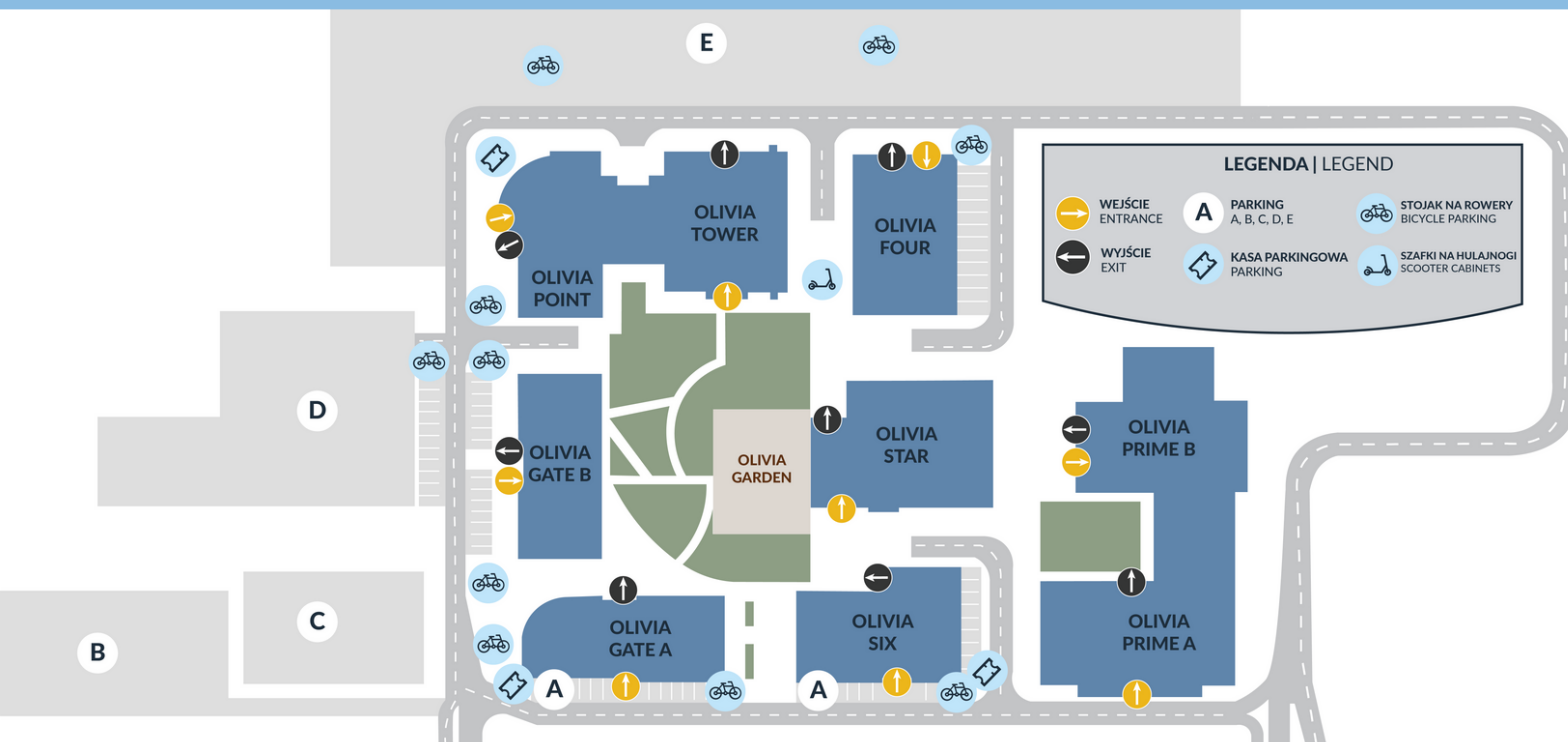 E
LEGENDA | LEGEND
WEJŚCIE
ENTRANCE
A
PARKING
A, B, C, D, E
STOJAK NA ROWERY
BICYCLE PARKING
WYJŚCIE
EXIT
KASA PARKINGOWA
PARKING
SZAFKI NA HULAJNOGI
SCOOTER CABINETS
OLIVIA
TOWER
OLIVIA
FOUR
OLIVIA
POINT
D
OLIVIA
GATE B
OLIVIA
GARDEN
OLIVIA
STAR
OLIVIA
PRIME B
B
C
OLIVIA
GATE A
OLIVIA
SIX
OLIVIA
PRIME A
A
A